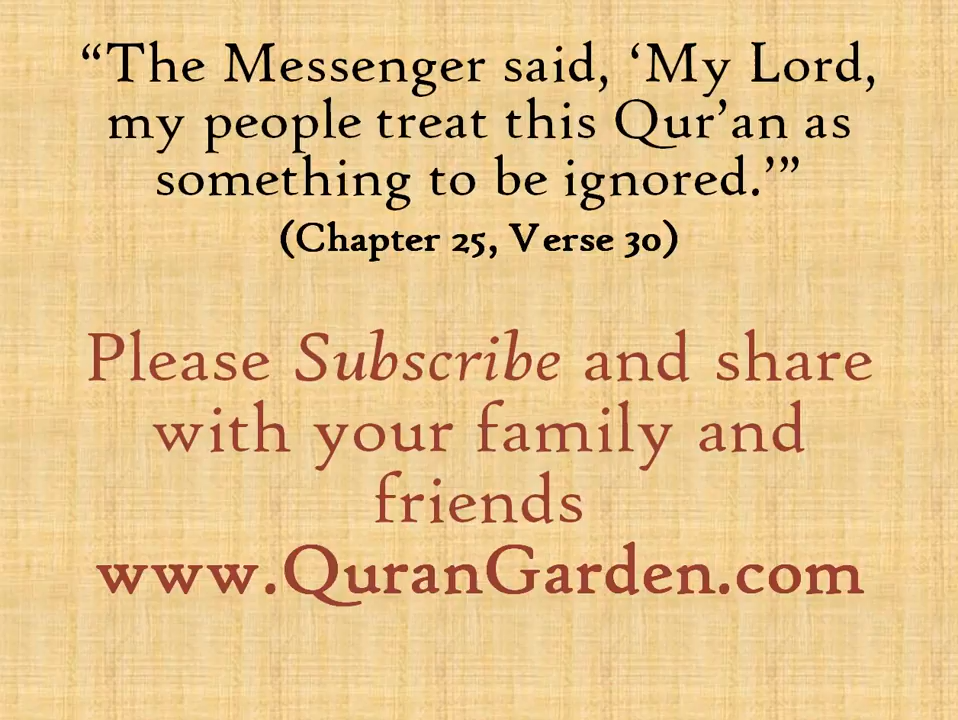 “The Messenger said, ‘My Lord,
my people treat this Qur’an as
something to be ignored.’”
(Chapter 25, Verse 30)
Please Subscribe and share
with your family and
friends
www.QuranGarden.com